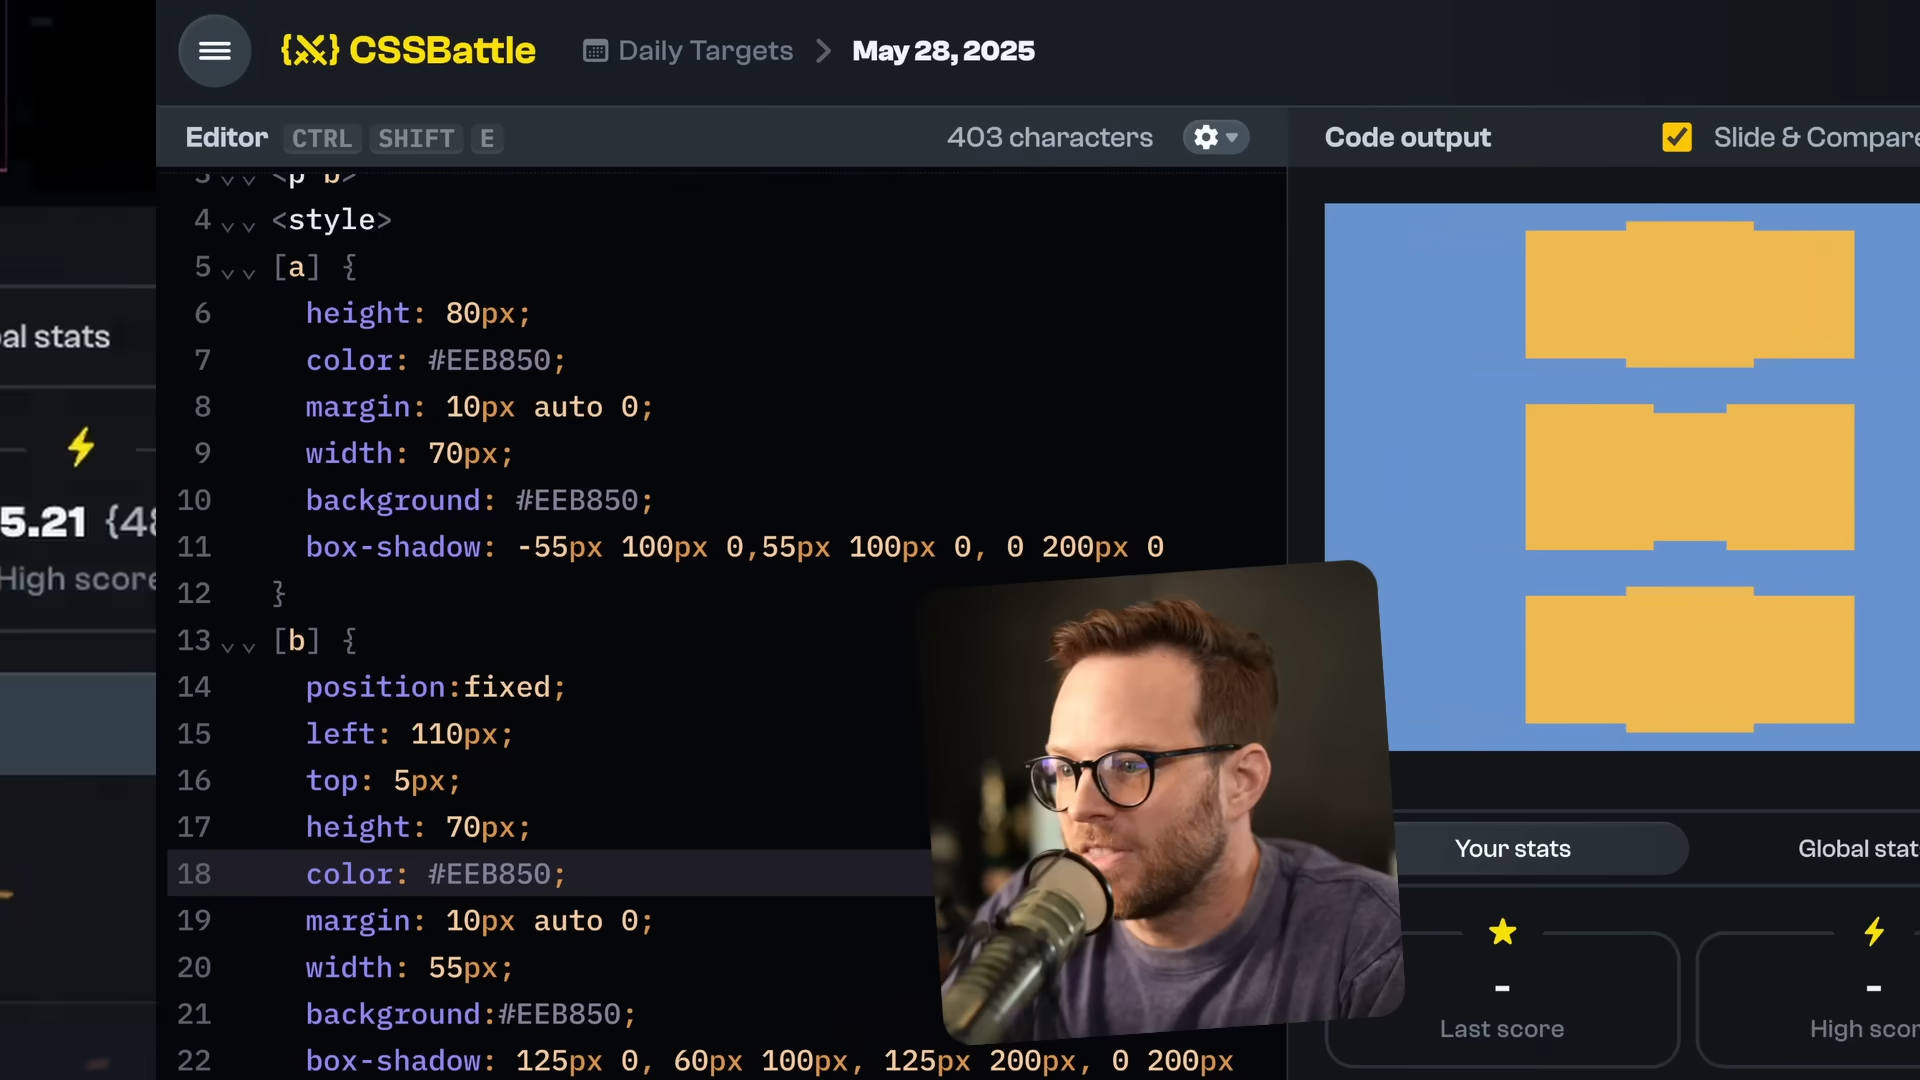 {X} CSSBattle
Daily Targets > May 28, 2025
Editor CTRL SHIFT E
403 characters
Code output
Slide & Compare
3 <p b>
4 <style>
5 [a] {
6 height: 80px;
7 color: #EEB850;
8 margin: 10px auto 0;
9 width: 70px;
10 background: #EEB850;
11 box-shadow: -55px 100px 0,55px 100px 0, 0 200px 0
12 }
13 [b] {
14 position:fixed;
15 left: 110px;
16 top: 5px;
17 height: 70px;
18 color: #EEB850;
19 margin: 10px auto 0;
20 width: 55px;
21 background:#EEB850;
22 box-shadow: 125px 0, 60px 100px, 125px 200px, 0 200px
al stats
5.21 {48
High score
Your stats
Global stat
-
Last score
-
High scor